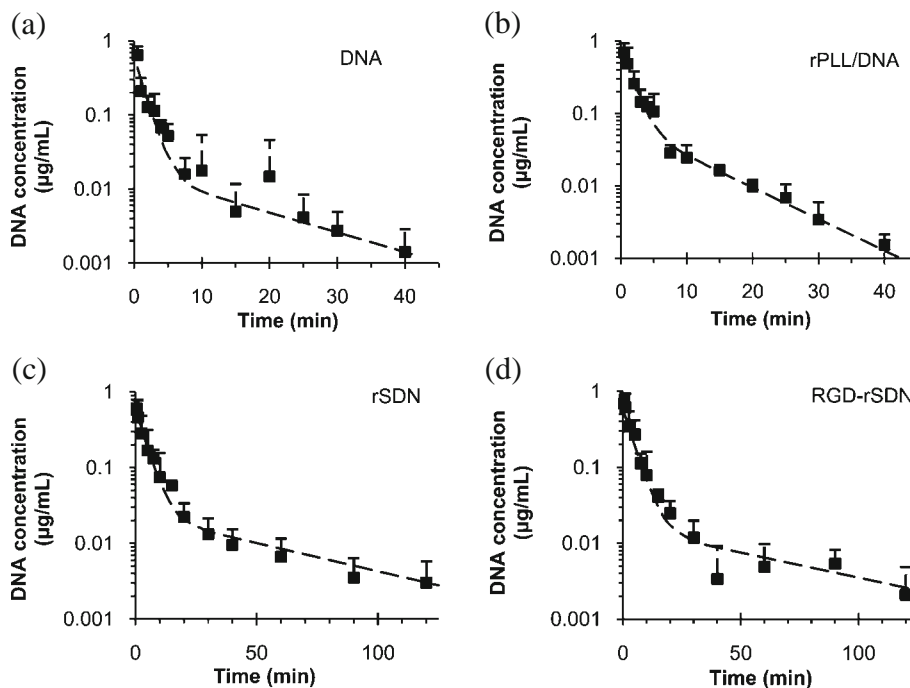 (a)
DNA
DNA concentration
(µg/mL)
1
0.1
0.01
0.001
0 10 20 30 40
Time (min)
(b)
rPLL/DNA
DNA concentration
(µg/mL)
1
0.1
0.01
0.001
0 10 20 30 40
Time (min)
(c)
rSDN
DNA concentration
(µg/mL)
1
0.1
0.01
0.001
0 50 100
Time (min)
(d)
RGD-rSDN
DNA concentration
(µg/mL)
1
0.1
0.01
0.001
0 50 100
Time (min)